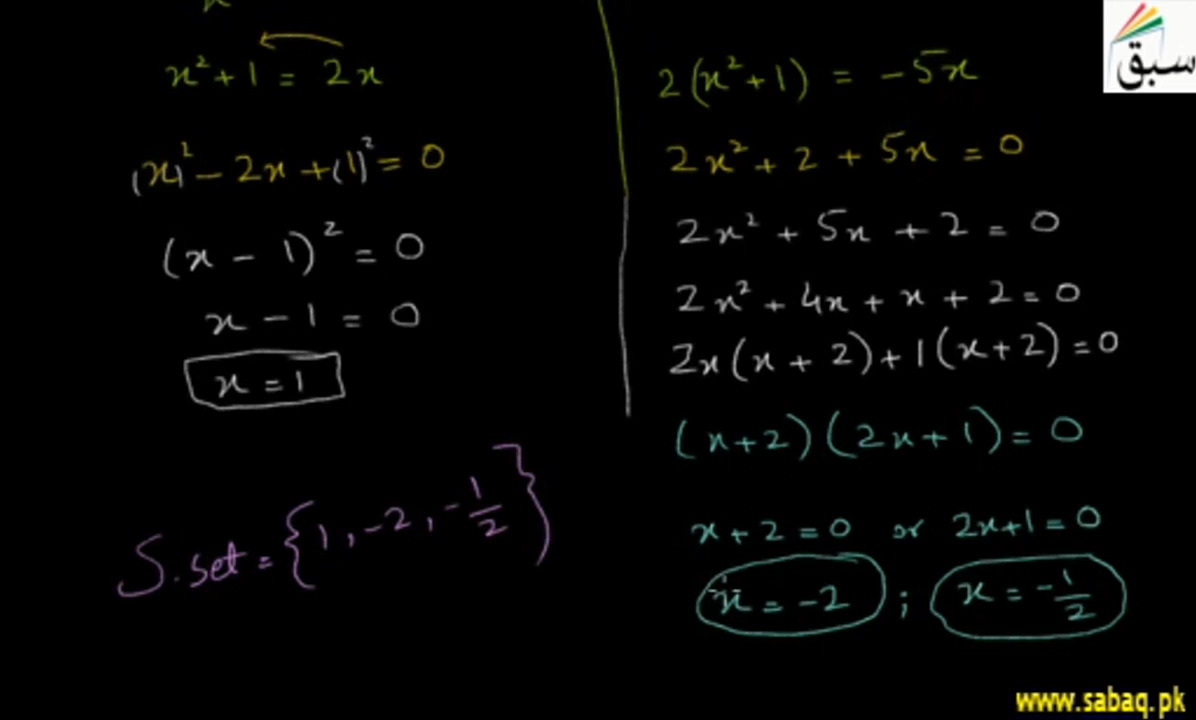 x
x² + 1 = 2x
(x)² - 2x + (1)² = 0
(x - 1)² = 0
x - 1 = 0
x = 1
S.set = {1, -2, -1/2}
2(x² + 1) = -5x
2x² + 2 + 5x = 0
2x² + 5x + 2 = 0
2x² + 4x + x + 2 = 0
2x(x + 2) + 1(x + 2) = 0
(x + 2)(2x + 1) = 0
x + 2 = 0 or 2x + 1 = 0
x = -2 ; x = -1/2
سبق
www.sabaq.pk